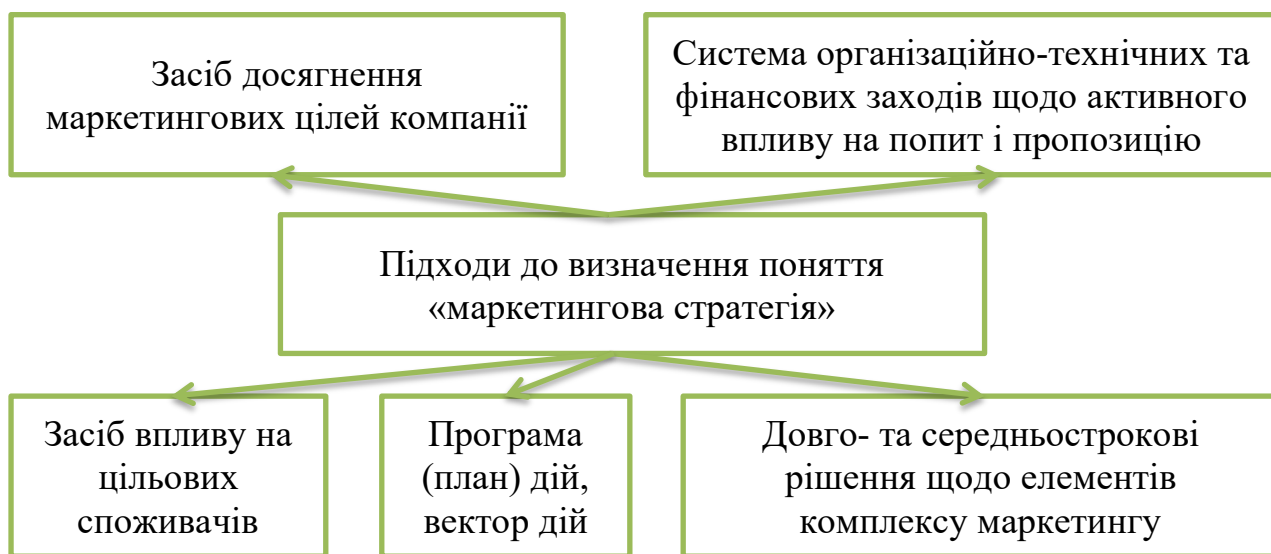 Засіб досягнення
маркетингових цілей компанії
Система організаційно-технічних та
фінансових заходів щодо активного
впливу на попит і пропозицію
Підходи до визначення поняття
«маркетингова стратегія»
Засіб впливу на
цільових
споживачів
Програма
(план) дій,
вектор дій
Довго- та середньострокові
рішення щодо елементів
комплексу маркетингу